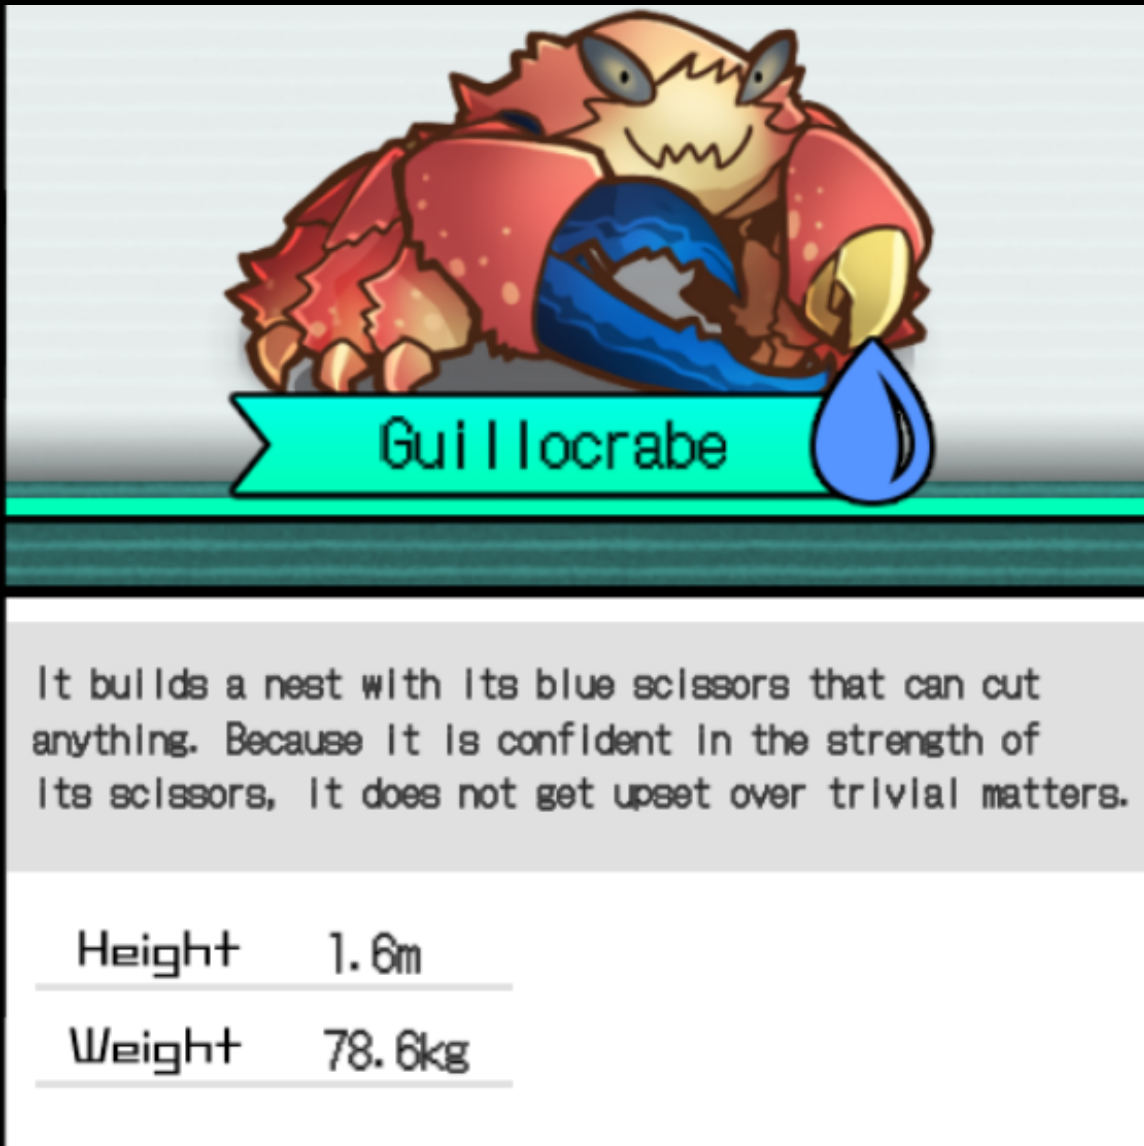 Guillocrabe
It builds a nest with its blue scissors that can cut
anything. Because it is confident in the strength of
its scissors, it does not get upset over trivial matters.
Height 1.6m
Weight 78.6kg